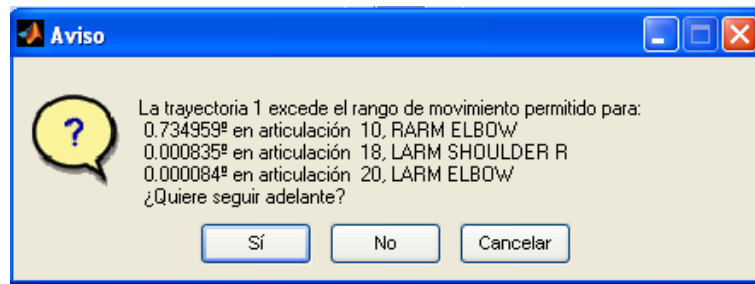 Aviso
La trayectoria 1 excede el rango de movimiento permitido para:
0.734959º en articulación 10, RARM ELBOW
0.000835º en articulación 18, LARM SHOULDER R
0.000084º en articulación 20, LARM ELBOW
¿Quiere seguir adelante?
Sí No Cancelar